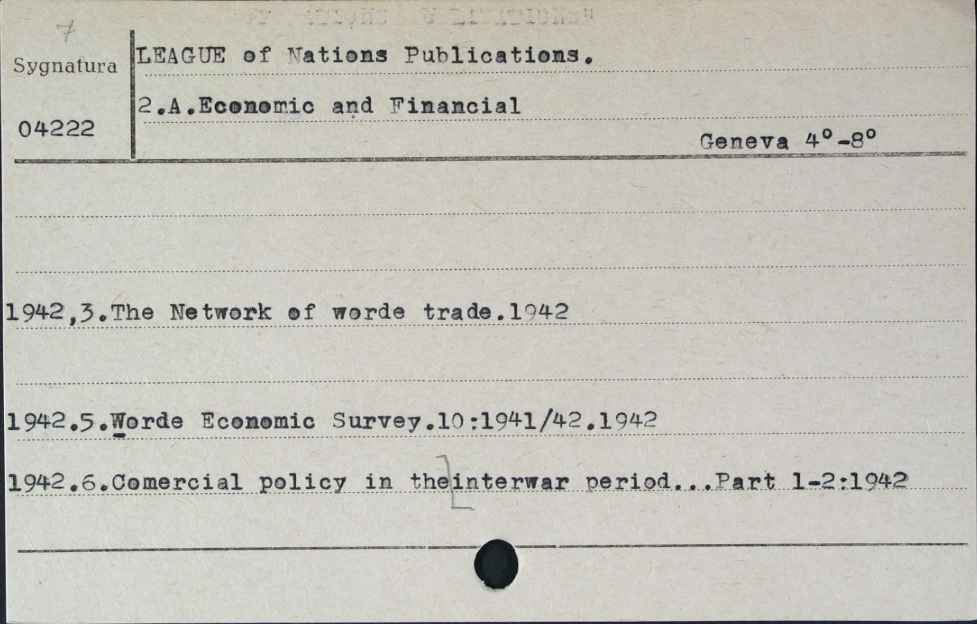 7
Sygnatura
LEAGUE of Nations Publications.
2.A.Economic and Financial
04222
Geneva 4°-8°
1942,3.The Network of worde trade.1942
1942.5.Worde Economic Survey.10:1941/42.1942
1942.6.Comercial policy in the interwar period...Part 1-2:1942